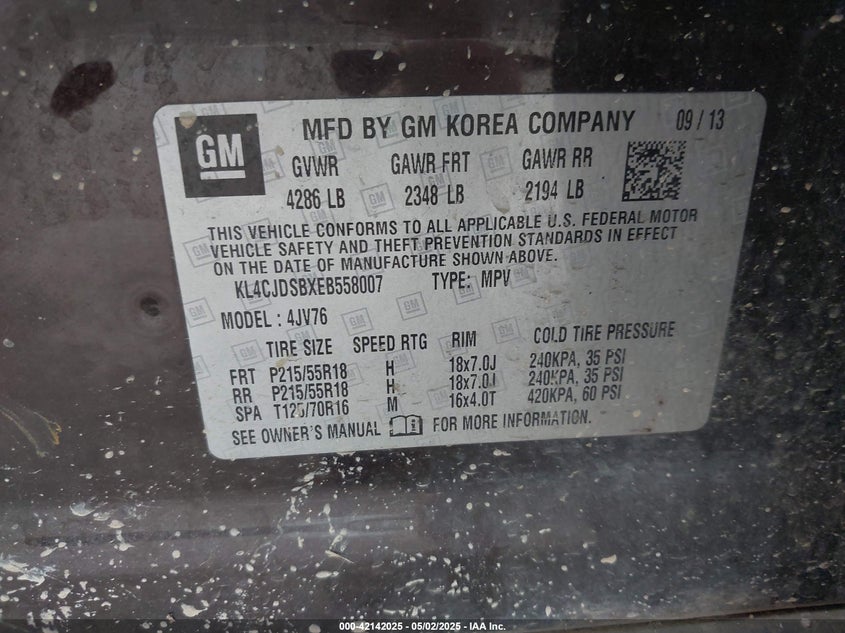 GM
MFD BY GM KOREA COMPANY 09 / 13
GVWR GAWR FRT GAWR RR
4286 LB 2348 LB 2194 LB
THIS VEHICLE CONFORMS TO ALL APPLICABLE U.S. FEDERAL MOTOR
VEHICLE SAFETY AND THEFT PREVENTION STANDARDS IN EFFECT
ON THE DATE OF MANUFACTURE SHOWN ABOVE.
KL4CJDSBXEB558007 TYPE: MPV
MODEL : 4JV76
TIRE SIZE SPEED RTG RIM COLD TIRE PRESSURE
FRT P215/55R18 H 18x7.0J 240KPA, 35 PSI
RR P215/55R18 H 18x7.0J 240KPA, 35 PSI
SPA T125/70R16 M 16x4.0T 420KPA, 60 PSI
SEE OWNER'S MANUAL FOR MORE INFORMATION.
000-42142025 - 05/02/2025 - IAA Inc.